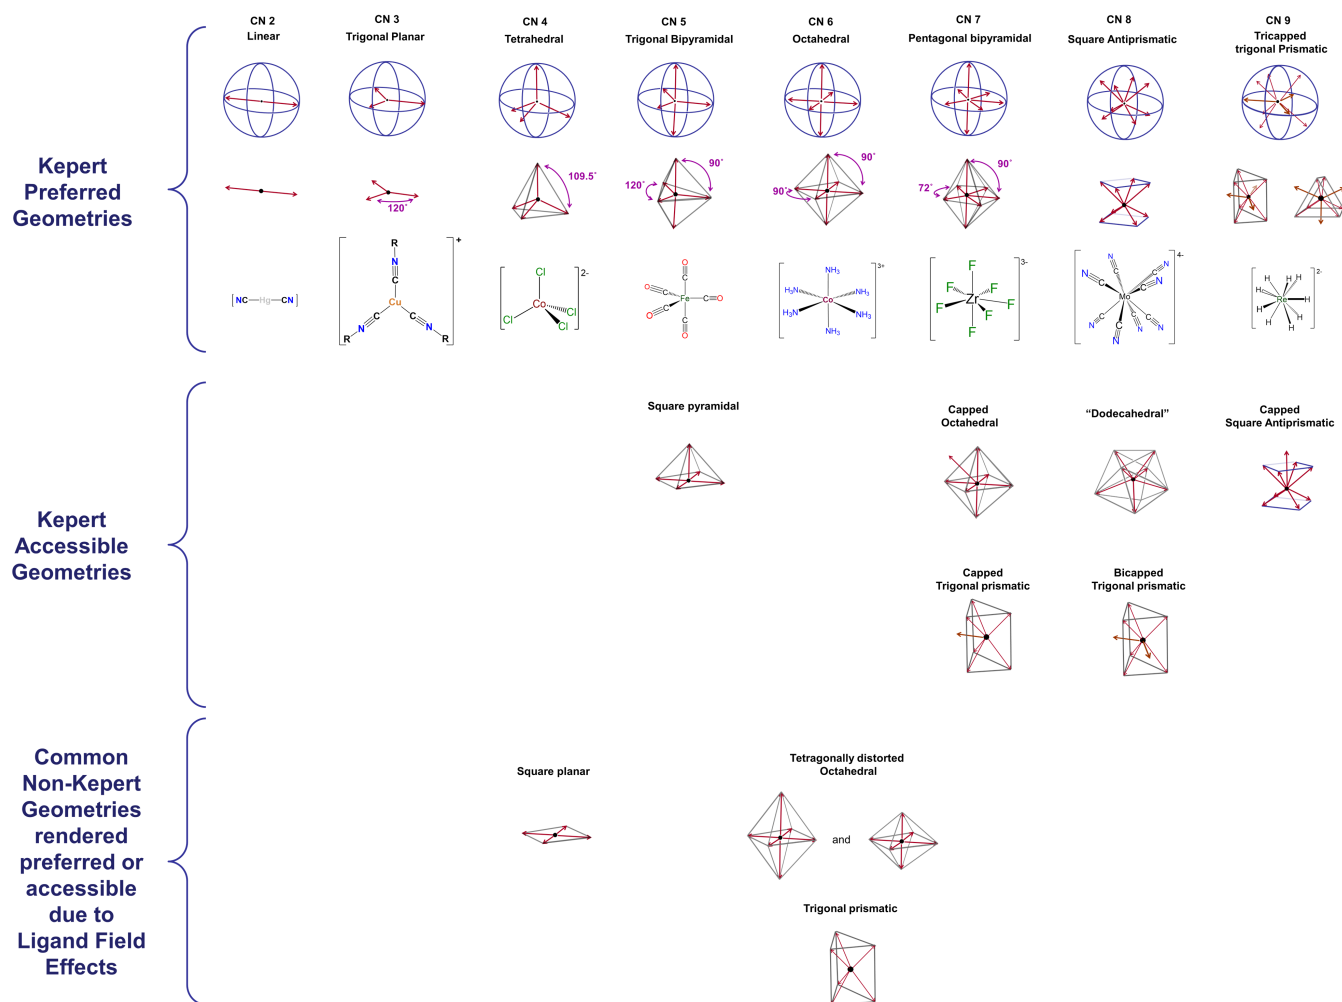 CN 2
Linear
CN 3
Trigonal Planar
CN 4
Tetrahedral
CN 5
Trigonal Bipyramidal
CN 6
Octahedral
CN 7
Pentagonal bipyramidal
CN 8
Square Antiprismatic
CN 9
Tricapped
trigonal Prismatic
Kepert
Preferred
Geometries
120°
109.5°
90°
120°
90°
90°
90°
72°
[NC Hg CN]
R
N
C
Cu
C
C
N
N
R
R
+
Cl
Co
Cl
Cl
Cl
2-
O
C
O
C
Fe
C
O
O
C
C
O
NH3
H3N
NH3
Co
H3N
NH3
NH3
3+
F
F
F
Zr
F
F
F
F
3-
N
C
N
C
N
C
N
C
Mo
C
N
C
N
C
N
C
N
4-
H
H
H
H
H
Re
H
H
H
H
2-
Kepert
Accessible
Geometries
Square pyramidal
Capped
Octahedral
“Dodecahedral”
Capped
Square Antiprismatic
Capped
Trigonal prismatic
Bicapped
Trigonal prismatic
Common
Non-Kepert
Geometries
rendered
preferred or
accessible
due to
Ligand Field
Effects
Square planar
Tetragonally distorted
Octahedral
and
Trigonal prismatic